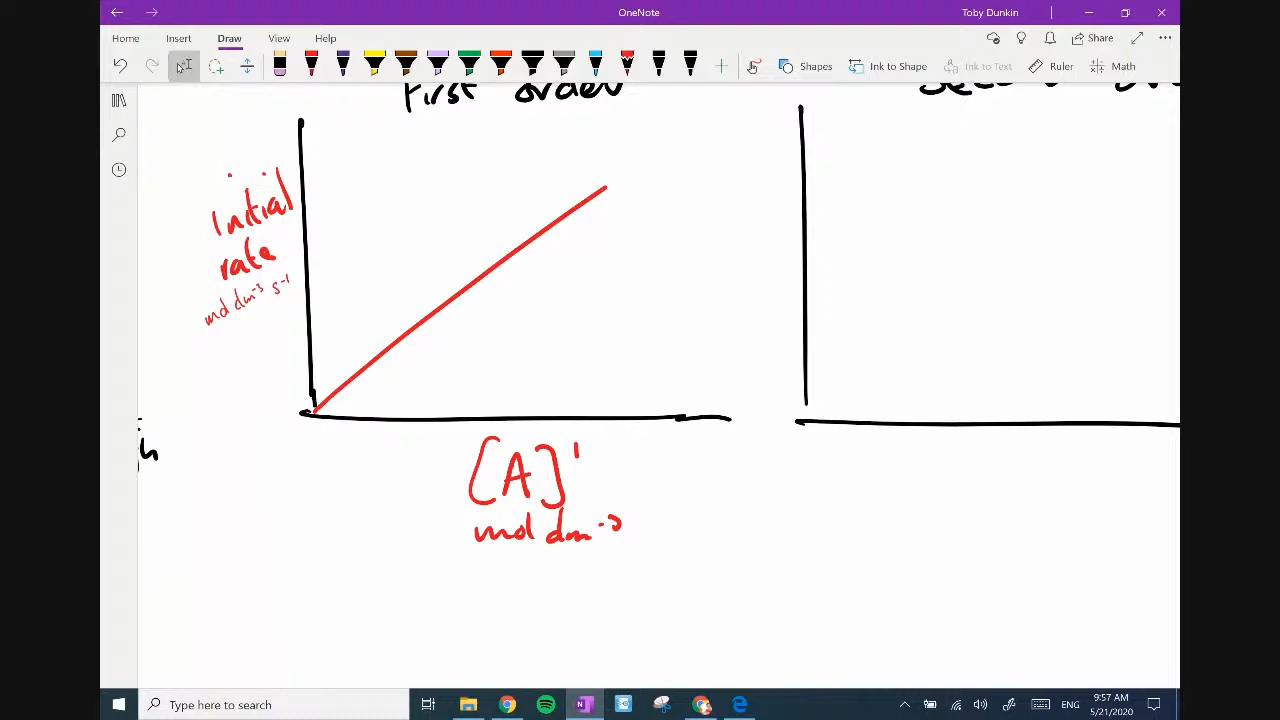 OneNote
Toby Dunkin
Home Insert Draw View Help
Share
Shapes Ink to Shape Ink to Text Ruler Math
First order
Initial
rate
mol dm⁻³ s⁻¹
[A]¹
mol dm⁻³
Type here to search
ENG
9:57 AM
5/21/2020